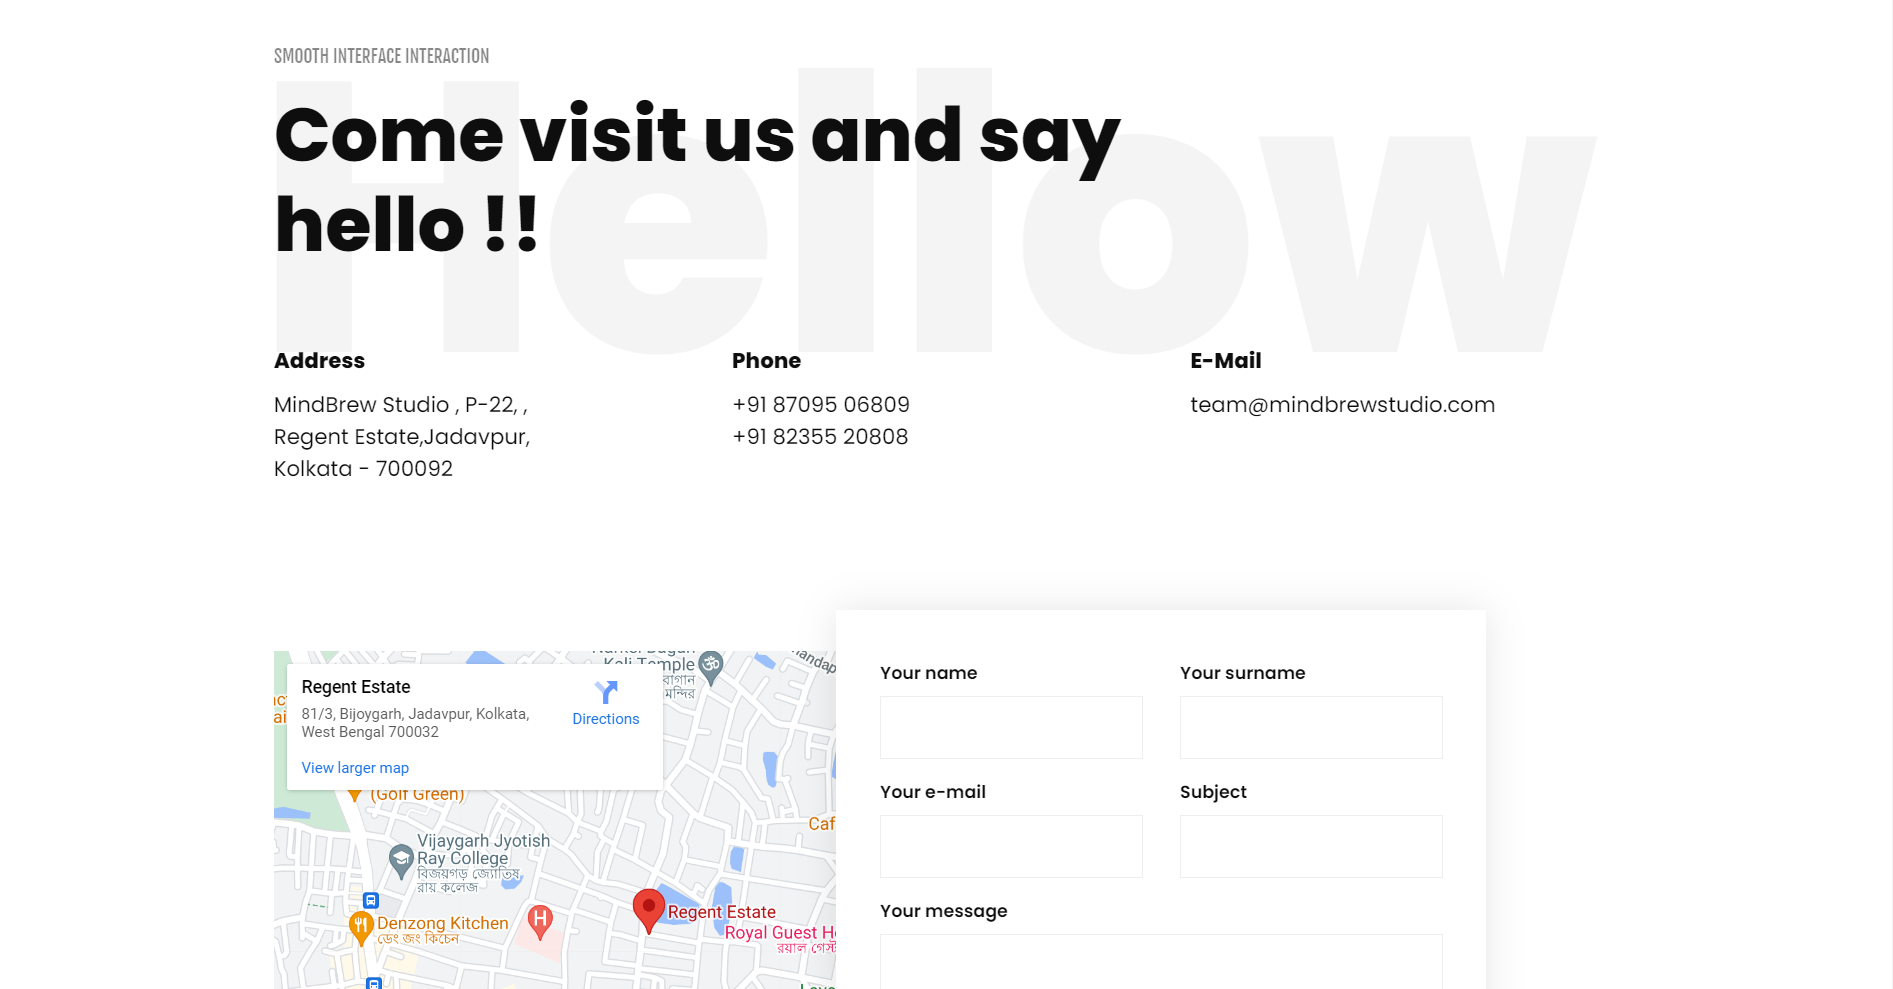 SMOOTH INTERFACE INTERACTION
Hellow
Come visit us and say
hello !!
Address
MindBrew Studio , P-22, ,
Regent Estate,Jadavpur,
Kolkata - 700092
Phone
+91 87095 06809
+91 82355 20808
E-Mail
team@mindbrewstudio.com
Regent Estate
81/3, Bijoygarh, Jadavpur, Kolkata,
West Bengal 700032
Directions
View larger map
Kali Temple
বাগান
মন্দির
(Golf Green)
Caf
Vijaygarh Jyotish
Ray College
বিজয়গড় জ্যোতিষ
রায় কলেজ
Denzong Kitchen
ডেং জং কিচেন
H
Regent Estate
Royal Guest H
রয়াল গেস্ট
Your name
Your surname
Your e-mail
Subject
Your message